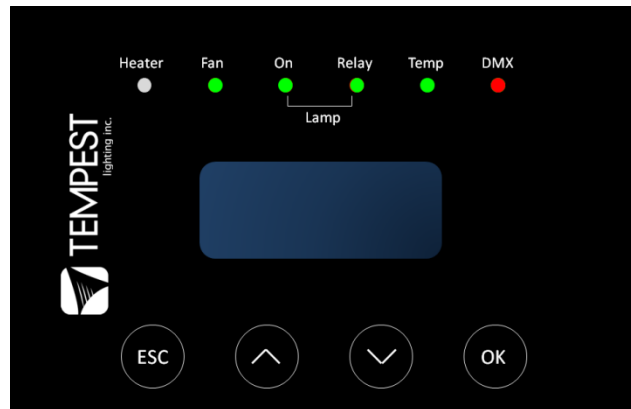 Heater Fan On Relay Temp DMX
Lamp
TEMPEST
lighting inc.
ESC OK